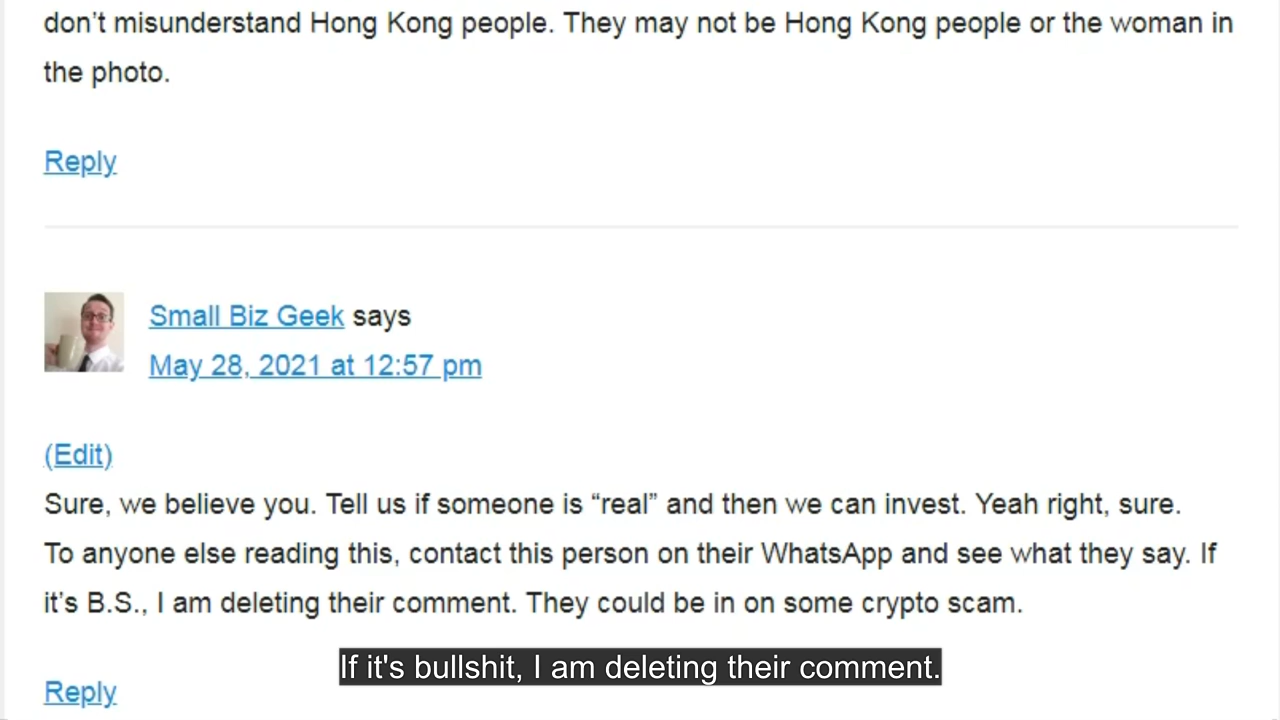 don’t misunderstand Hong Kong people. They may not be Hong Kong people or the woman in
the photo.
Reply
Small Biz Geek says
May 28, 2021 at 12:57 pm
(Edit)
Sure, we believe you. Tell us if someone is “real” and then we can invest. Yeah right, sure.
To anyone else reading this, contact this person on their WhatsApp and see what they say. If
it’s B.S., I am deleting their comment. They could be in on some crypto scam.
If it's bullshit, I am deleting their comment.
Reply